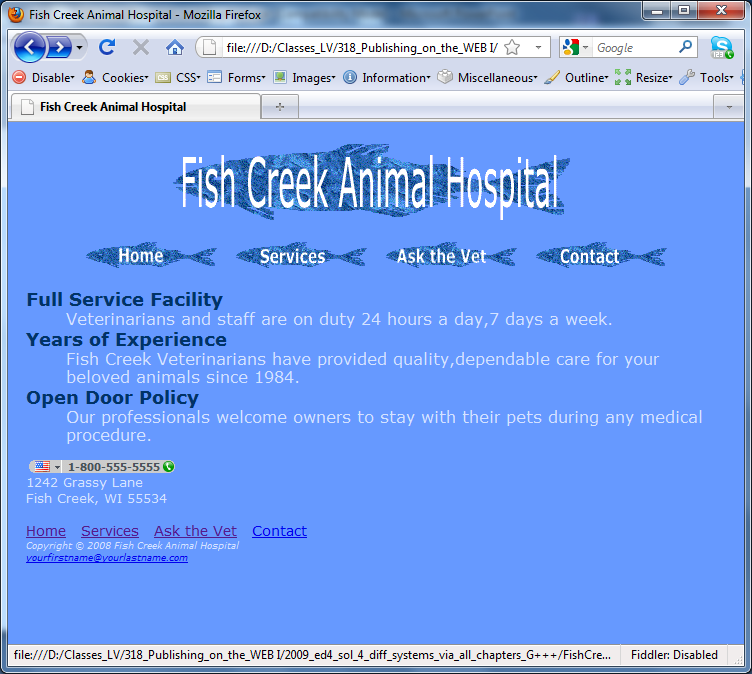 Fish Creek Animal Hospital - Mozilla Firefox
file:///D:/Classes_LV/318_Publishing_on_the_WEB I/
Google
Disable CookiesCSS Forms Images Information Miscellaneous Outline Resize Tools
Fish Creek Animal Hospital
Fish Creek Animal Hospital
Home Services Ask the Vet Contact
Full Service Facility
Veterinarians and staff are on duty 24 hours a day,7 days a week.
Years of Experience
Fish Creek Veterinarians have provided quality,dependable care for your
beloved animals since 1984.
Open Door Policy
Our professionals welcome owners to stay with their pets during any medical
procedure.
1-800-555-5555
1242 Grassy Lane
Fish Creek, WI 55534
Home Services Ask the Vet Contact
Copyright © 2008 Fish Creek Animal Hospital
yourfirstname@yourlastname.com
file:///D:/Classes_LV/318_Publishing_on_the_WEB I/2009_ed4_sol_4_diff_systems_via_all_chapters_G+++/FishCre... Fiddler: Disabled